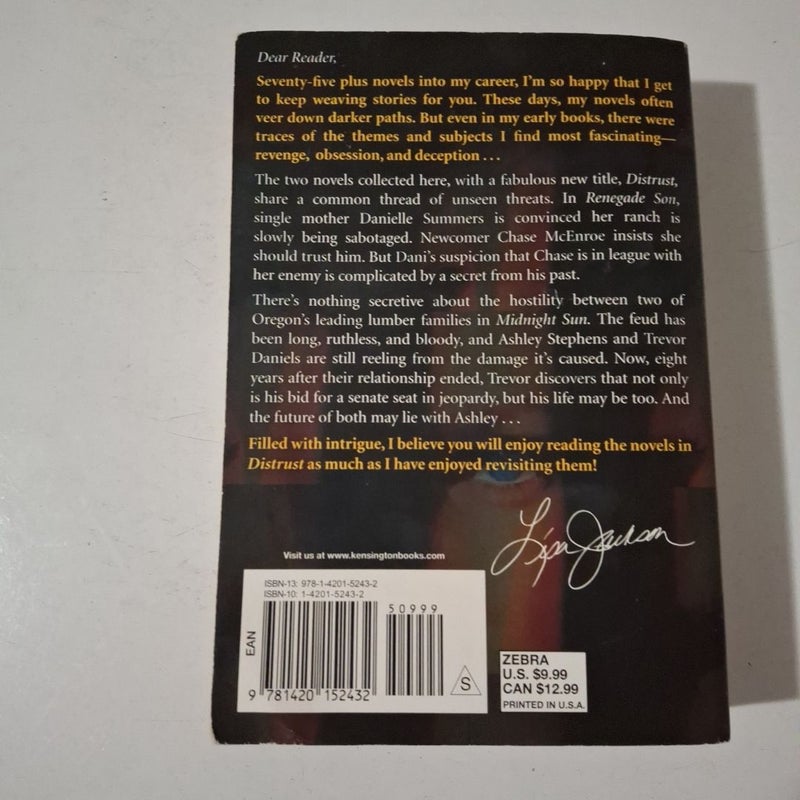 Dear Reader,
Seventy-five plus novels into my career, I'm so happy that I get
to keep weaving stories for you. These days, my novels often
veer down darker paths. But even in my early books, there were
traces of the themes and subjects I find most fascinating—
revenge, obsession, and deception . . .
The two novels collected here, with a fabulous new title, Distrust,
share a common thread of unseen threats. In Renegade Son,
single mother Danielle Summers is convinced her ranch is
slowly being sabotaged. Newcomer Chase McEnroe insists she
should trust him. But Dani's suspicion that Chase is in league with
her enemy is complicated by a secret from his past.
There's nothing secretive about the hostility between two of
Oregon's leading lumber families in Midnight Sun. The feud has
been long, ruthless, and bloody, and Ashley Stephens and Trevor
Daniels are still reeling from the damage it's caused. Now, eight
years after their relationship ended, Trevor discovers that not only
is his bid for a senate seat in jeopardy, but his life may be too. And
the future of both may lie with Ashley . . .
Filled with intrigue, I believe you will enjoy reading the novels in
Distrust as much as I have enjoyed revisiting them!
Lisa Jackson
Visit us at www.kensingtonbooks.com
ISBN-13: 978-1-4201-5243-2
ISBN-10: 1-4201-5243-2
50999
EAN
9 781420 152432
S
ZEBRA
U.S. $9.99
CAN $12.99
PRINTED IN U.S.A.